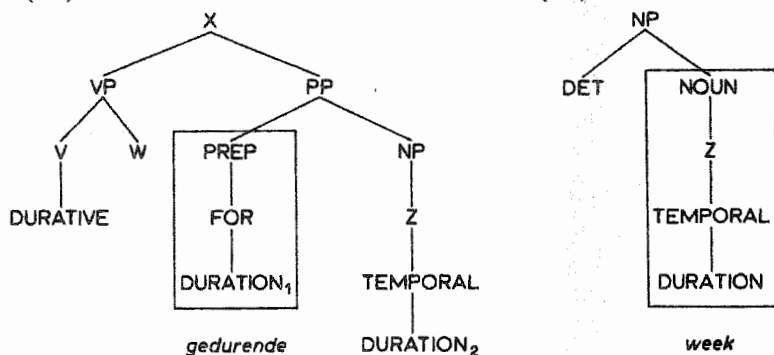 X NP
VP PP DET NOUN
V W PREP NP Z
DURATIVE FOR Z TEMPORAL
DURATION₁ TEMPORAL DURATION
gedurende DURATION₂ week